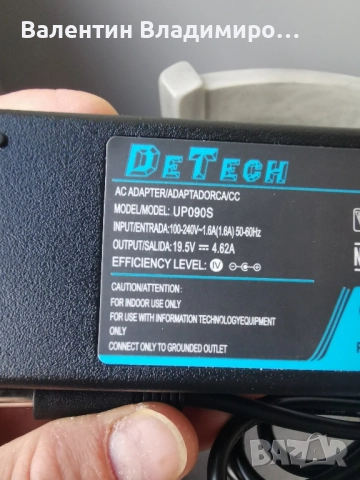 Валентин Владимиро...
DeTech
AC ADAPTER/ADAPTADORCA/CC
MODEL/MODEL: UP090S
INPUT/ENTRADA:100-240V~1.6A(1.6A) 50-60Hz
OUTPUT/SALIDA: 19.5V ⎓ 4.62A
EFFICIENCY LEVEL: IV
CAUTION/ATTENTION :
FOR INDOOR USE ONLY
FOR USE WITH INFORMATION TECHNOLOGYEQUIPMENT
ONLY
CONNECT ONLY TO GROUNDED OUTLET
BAZAR